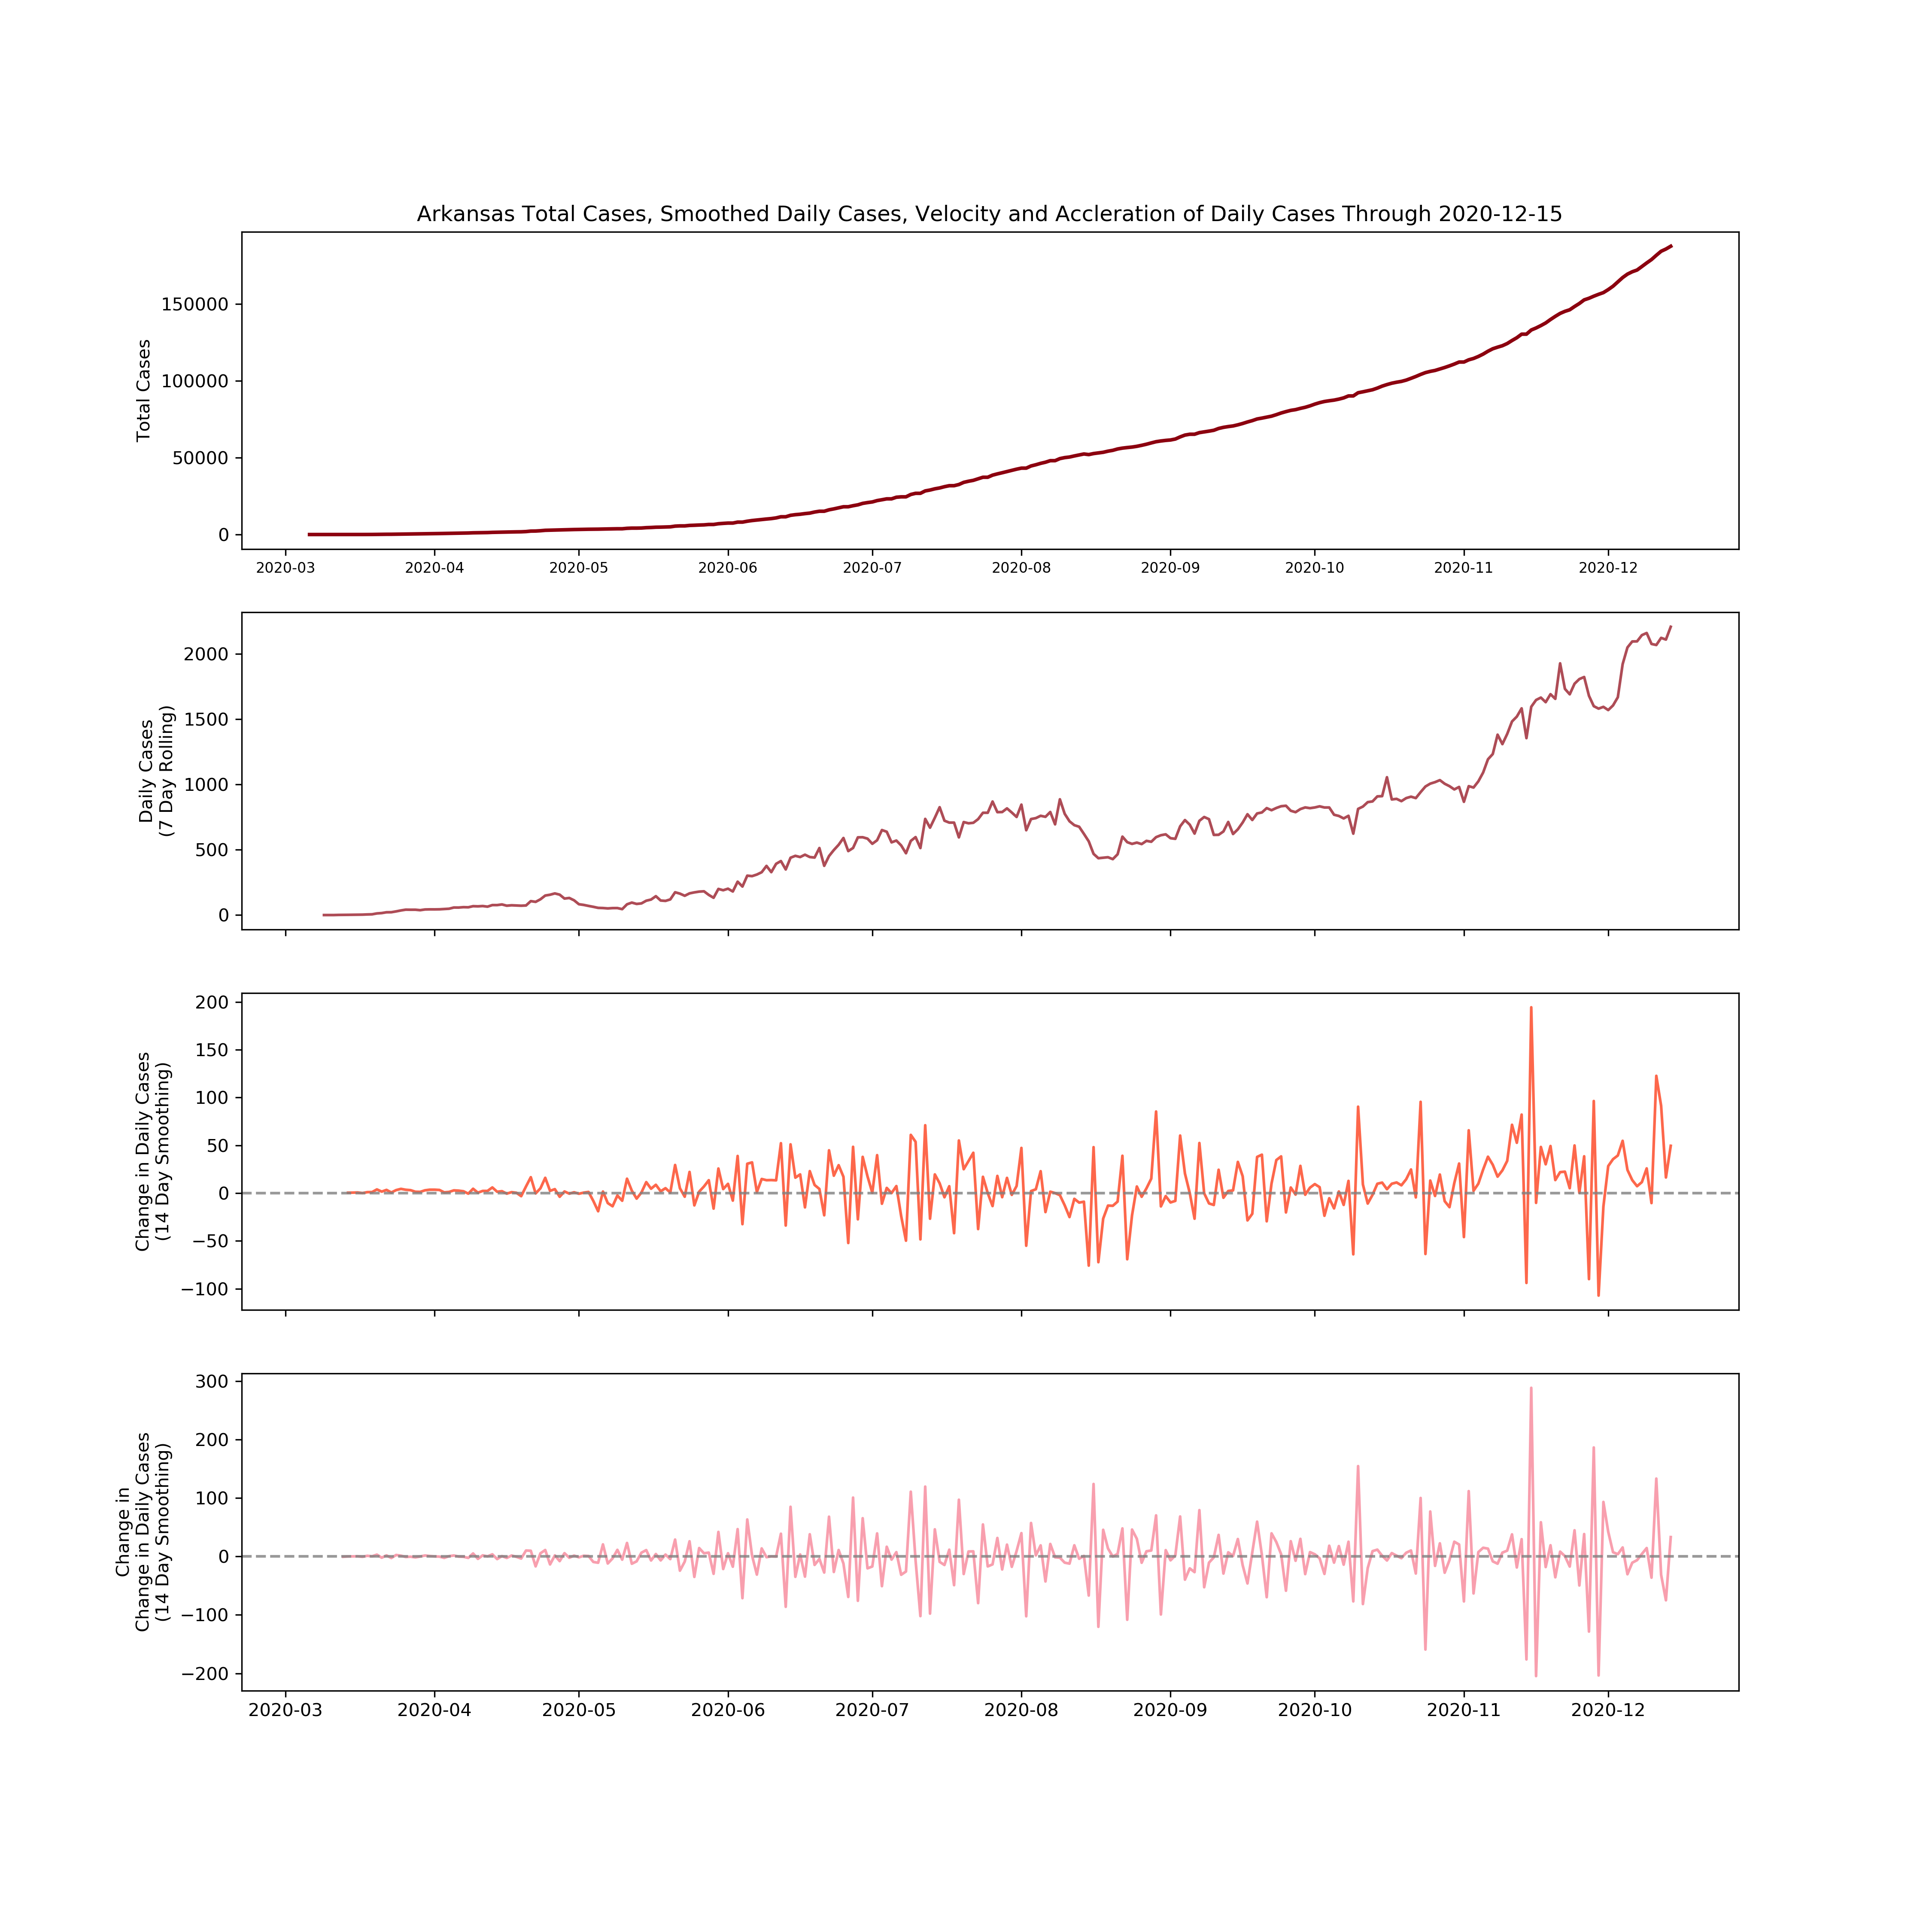 Arkansas Total Cases, Smoothed Daily Cases, Velocity and Accleration of Daily Cases Through 2020-12-15
Total Cases
150000
100000
50000
0
2020-03 2020-04 2020-05 2020-06 2020-07 2020-08 2020-09 2020-10 2020-11 2020-12
Daily Cases
(7 Day Rolling)
2000
1500
1000
500
0
Change in Daily Cases
(14 Day Smoothing)
200
150
100
50
0
−50
−100
Change in
Change in Daily Cases
(14 Day Smoothing)
300
200
100
0
−100
−200
2020-03 2020-04 2020-05 2020-06 2020-07 2020-08 2020-09 2020-10 2020-11 2020-12